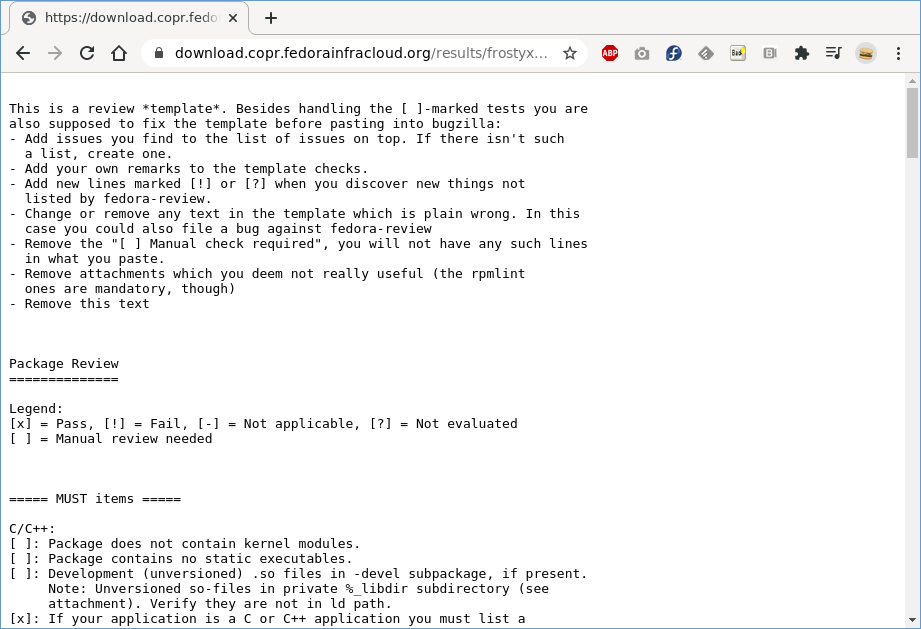 https://download.copr.fedo
download.copr.fedorainfracloud.org/results/frostyx...
ABP
This is a review *template*. Besides handling the [ ]-marked tests you are
also supposed to fix the template before pasting into bugzilla:
- Add issues you find to the list of issues on top. If there isn't such
  a list, create one.
- Add your own remarks to the template checks.
- Add new lines marked [!] or [?] when you discover new things not
  listed by fedora-review.
- Change or remove any text in the template which is plain wrong. In this
  case you could also file a bug against fedora-review
- Remove the "[ ] Manual check required", you will not have any such lines
  in what you paste.
- Remove attachments which you deem not really useful (the rpmlint
  ones are mandatory, though)
- Remove this text
Package Review
==============
Legend:
[x] = Pass, [!] = Fail, [-] = Not applicable, [?] = Not evaluated
[ ] = Manual review needed
===== MUST items =====
C/C++:
[ ]: Package does not contain kernel modules.
[ ]: Package contains no static executables.
[ ]: Development (unversioned) .so files in -devel subpackage, if present.
     Note: Unversioned so-files in private %_libdir subdirectory (see
     attachment). Verify they are not in ld path.
[x]: If your application is a C or C++ application you must list a